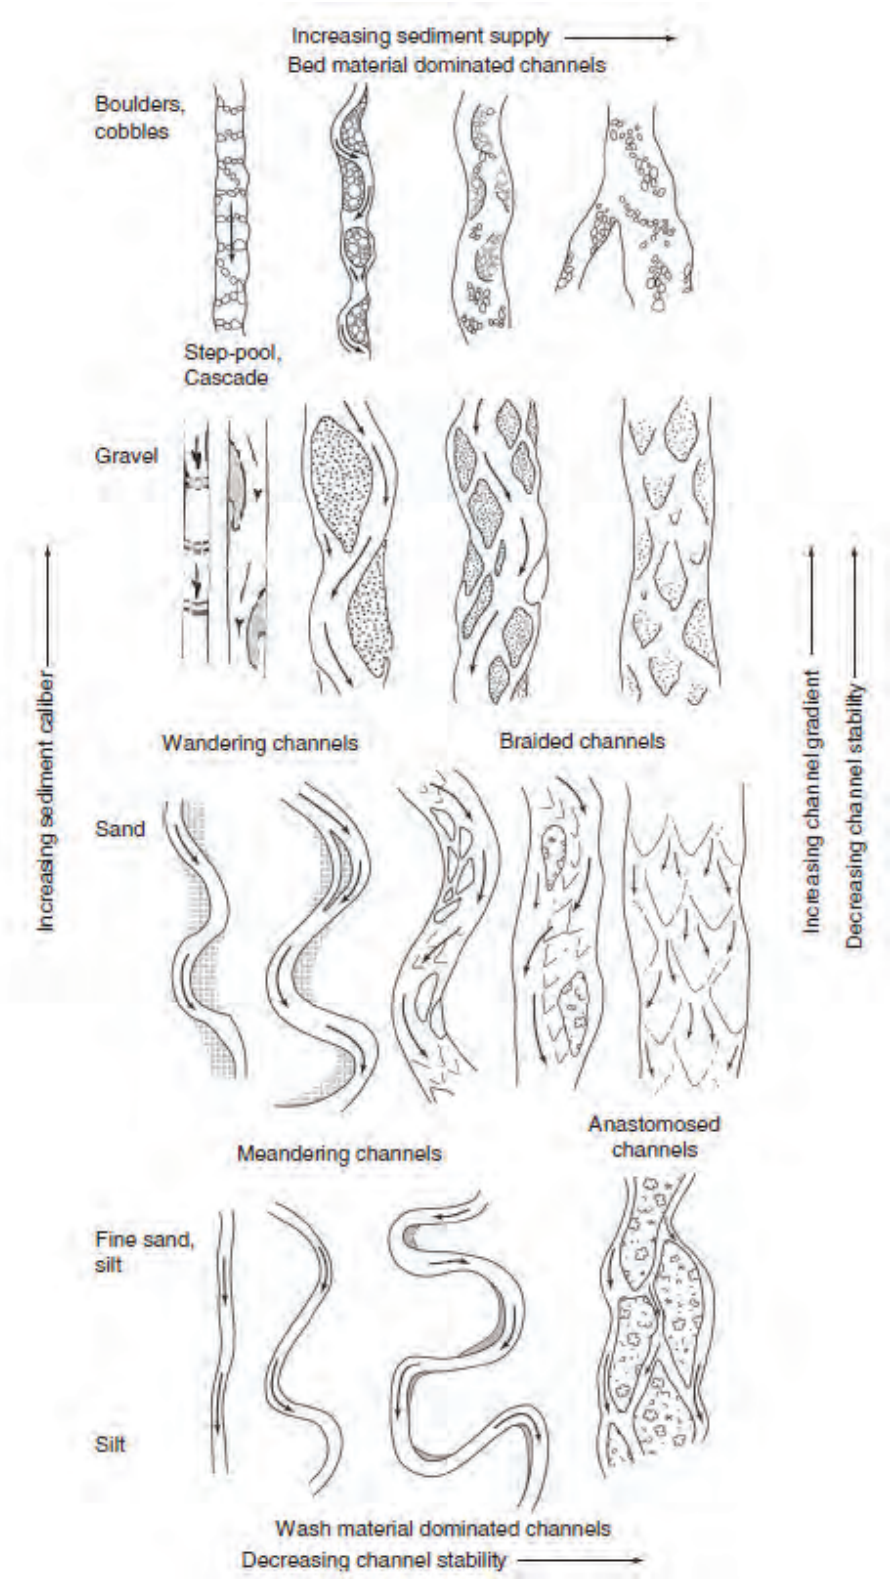 Increasing sediment supply
Bed material dominated channels
Boulders,
cobbles
Step-pool,
Cascade
Gravel
Increasing sediment caliber
Increasing channel gradient
Decreasing channel stability
Wandering channels
Braided channels
Sand
Meandering channels
Anastomosed
channels
Fine sand,
silt
Silt
Wash material dominated channels
Decreasing channel stability